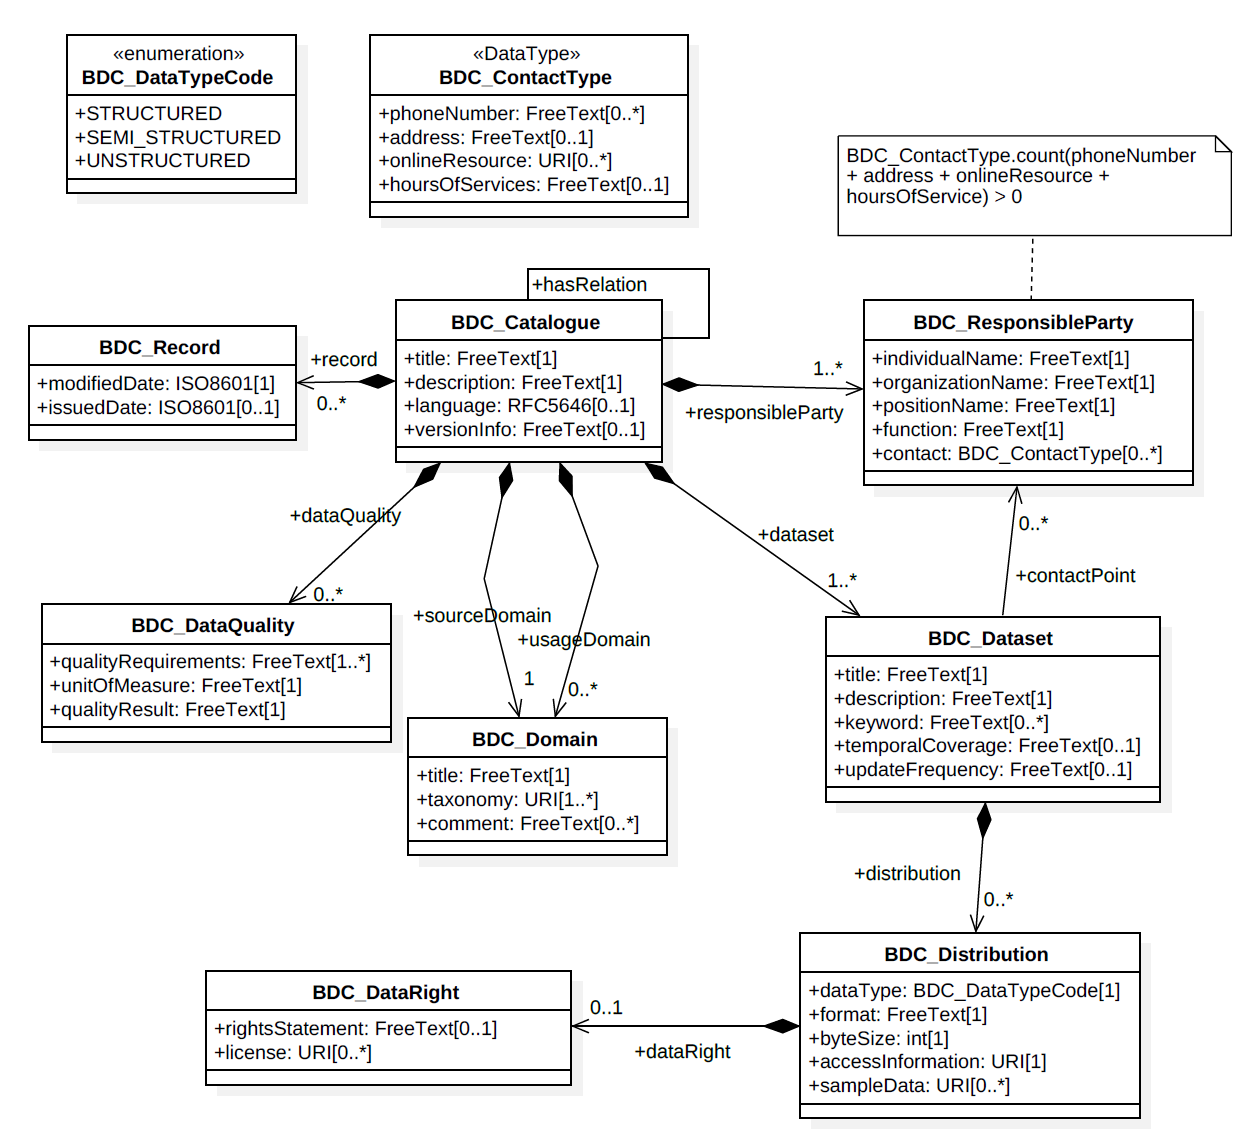 «enumeration»
BDC_DataTypeCode
+STRUCTURED
+SEMI_STRUCTURED
+UNSTRUCTURED
«DataType»
BDC_ContactType
+phoneNumber: FreeText[0..*]
+address: FreeText[0..1]
+onlineResource: URI[0..*]
+hoursOfServices: FreeText[0..1]
BDC_ContactType.count(phoneNumber
+ address + onlineResource +
hoursOfService) > 0
+hasRelation
BDC_Catalogue
+title: FreeText[1]
+description: FreeText[1]
+language: RFC5646[0..1]
+versionInfo: FreeText[0..1]
BDC_Record
+modifiedDate: ISO8601[1]
+issuedDate: ISO8601[0..1]
+record
0..*
1..*
+responsibleParty
BDC_ResponsibleParty
+individualName: FreeText[1]
+organizationName: FreeText[1]
+positionName: FreeText[1]
+function: FreeText[1]
+contact: BDC_ContactType[0..*]
+dataQuality
0..*
+sourceDomain
1
+usageDomain
0..*
+dataset
1..*
0..*
+contactPoint
BDC_DataQuality
+qualityRequirements: FreeText[1..*]
+unitOfMeasure: FreeText[1]
+qualityResult: FreeText[1]
BDC_Domain
+title: FreeText[1]
+taxonomy: URI[1..*]
+comment: FreeText[0..*]
BDC_Dataset
+title: FreeText[1]
+description: FreeText[1]
+keyword: FreeText[0..*]
+temporalCoverage: FreeText[0..1]
+updateFrequency: FreeText[0..1]
+distribution
0..*
BDC_Distribution
+dataType: BDC_DataTypeCode[1]
+format: FreeText[1]
+byteSize: int[1]
+accessInformation: URI[1]
+sampleData: URI[0..*]
0..1
+dataRight
BDC_DataRight
+rightsStatement: FreeText[0..1]
+license: URI[0..*]